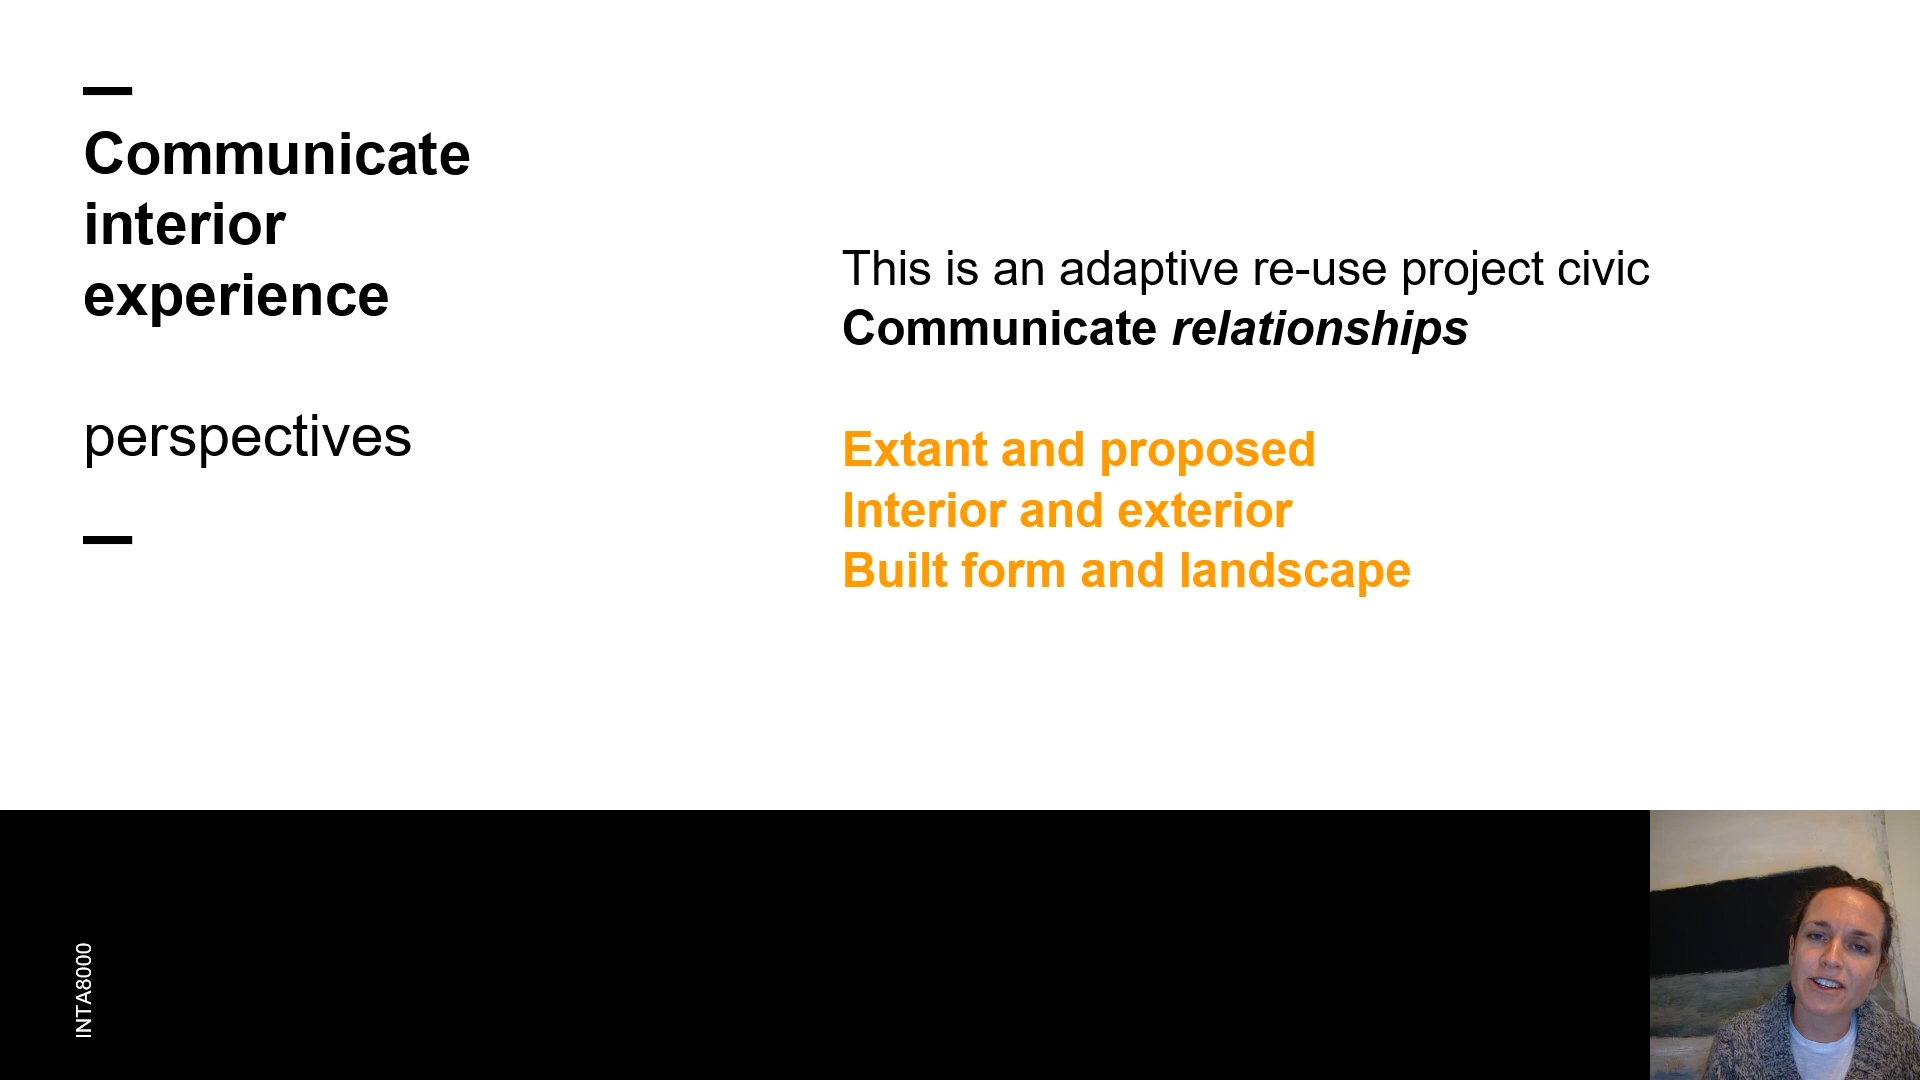 Communicate
interior
experience
perspectives
This is an adaptive re-use project civic
Communicate relationships
Extant and proposed
Interior and exterior
Built form and landscape
INTA8000